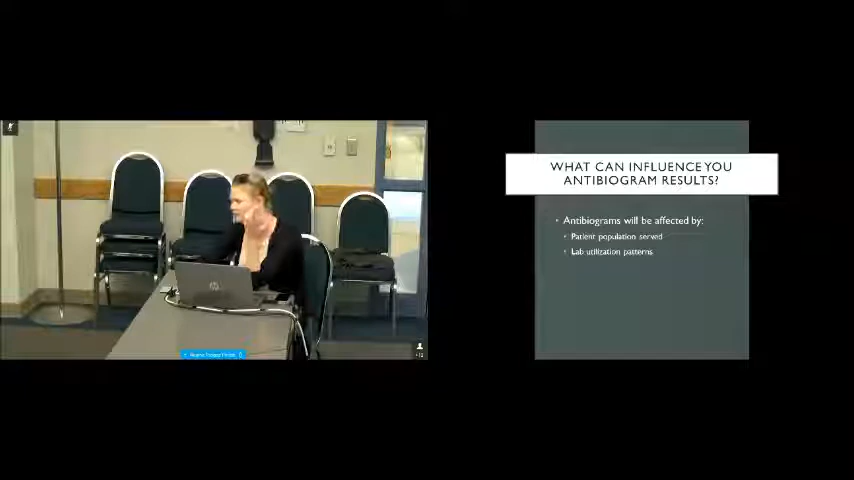 WHAT CAN INFLUENCE YOU
ANTIBIOGRAM RESULTS?
• Antibiograms will be affected by:
• Patient population served
• Lab utilization patterns